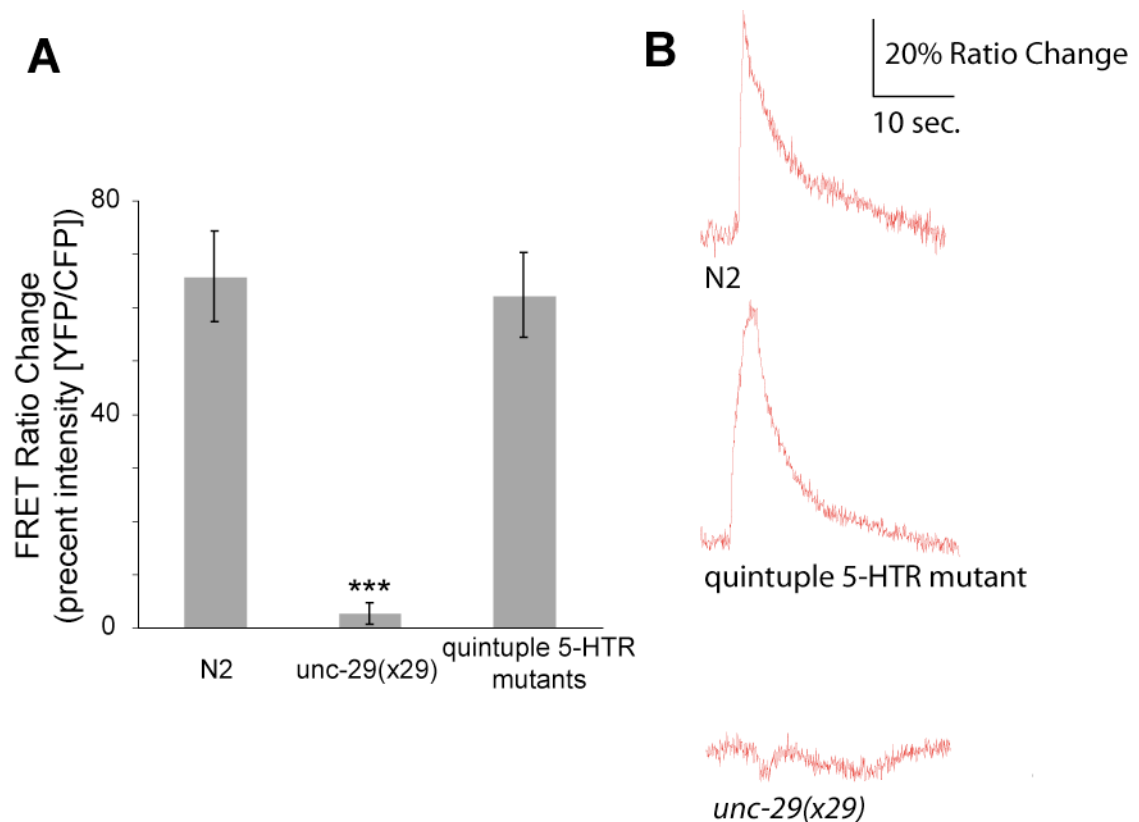 A
80
40
0
FRET Ratio Change
(precent intensity [YFP/CFP])
***
N2
unc-29(x29)
quintuple 5-HTR
mutants
B
20% Ratio Change
10 sec.
N2
quintuple 5-HTR mutant
unc-29(x29)